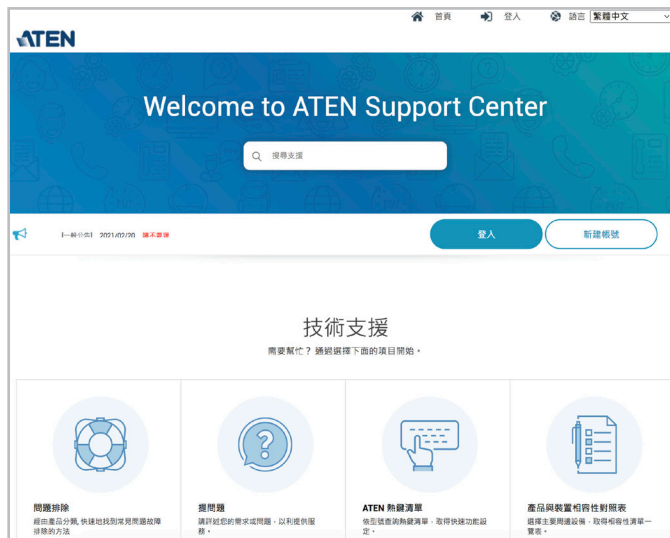 首頁 登入 語言 繁體中文
ATEN
Welcome to ATEN Support Center
搜尋支援
【一般公告】 2021/02/20
登入 新建帳號
技術支援
需要幫忙？通過選擇下面的項目開始。
問題排除
經由產品分類, 快速地找到常見問題故障
排除的方法
提問題
請詳述您的需求或問題，以利提供服
務。
ATEN 熱鍵清單
依型號查詢熱鍵清單，取得快速功能設
定。
產品與裝置相容性對照表
選擇主要周邊設備，取得相容性清單一
覽表。